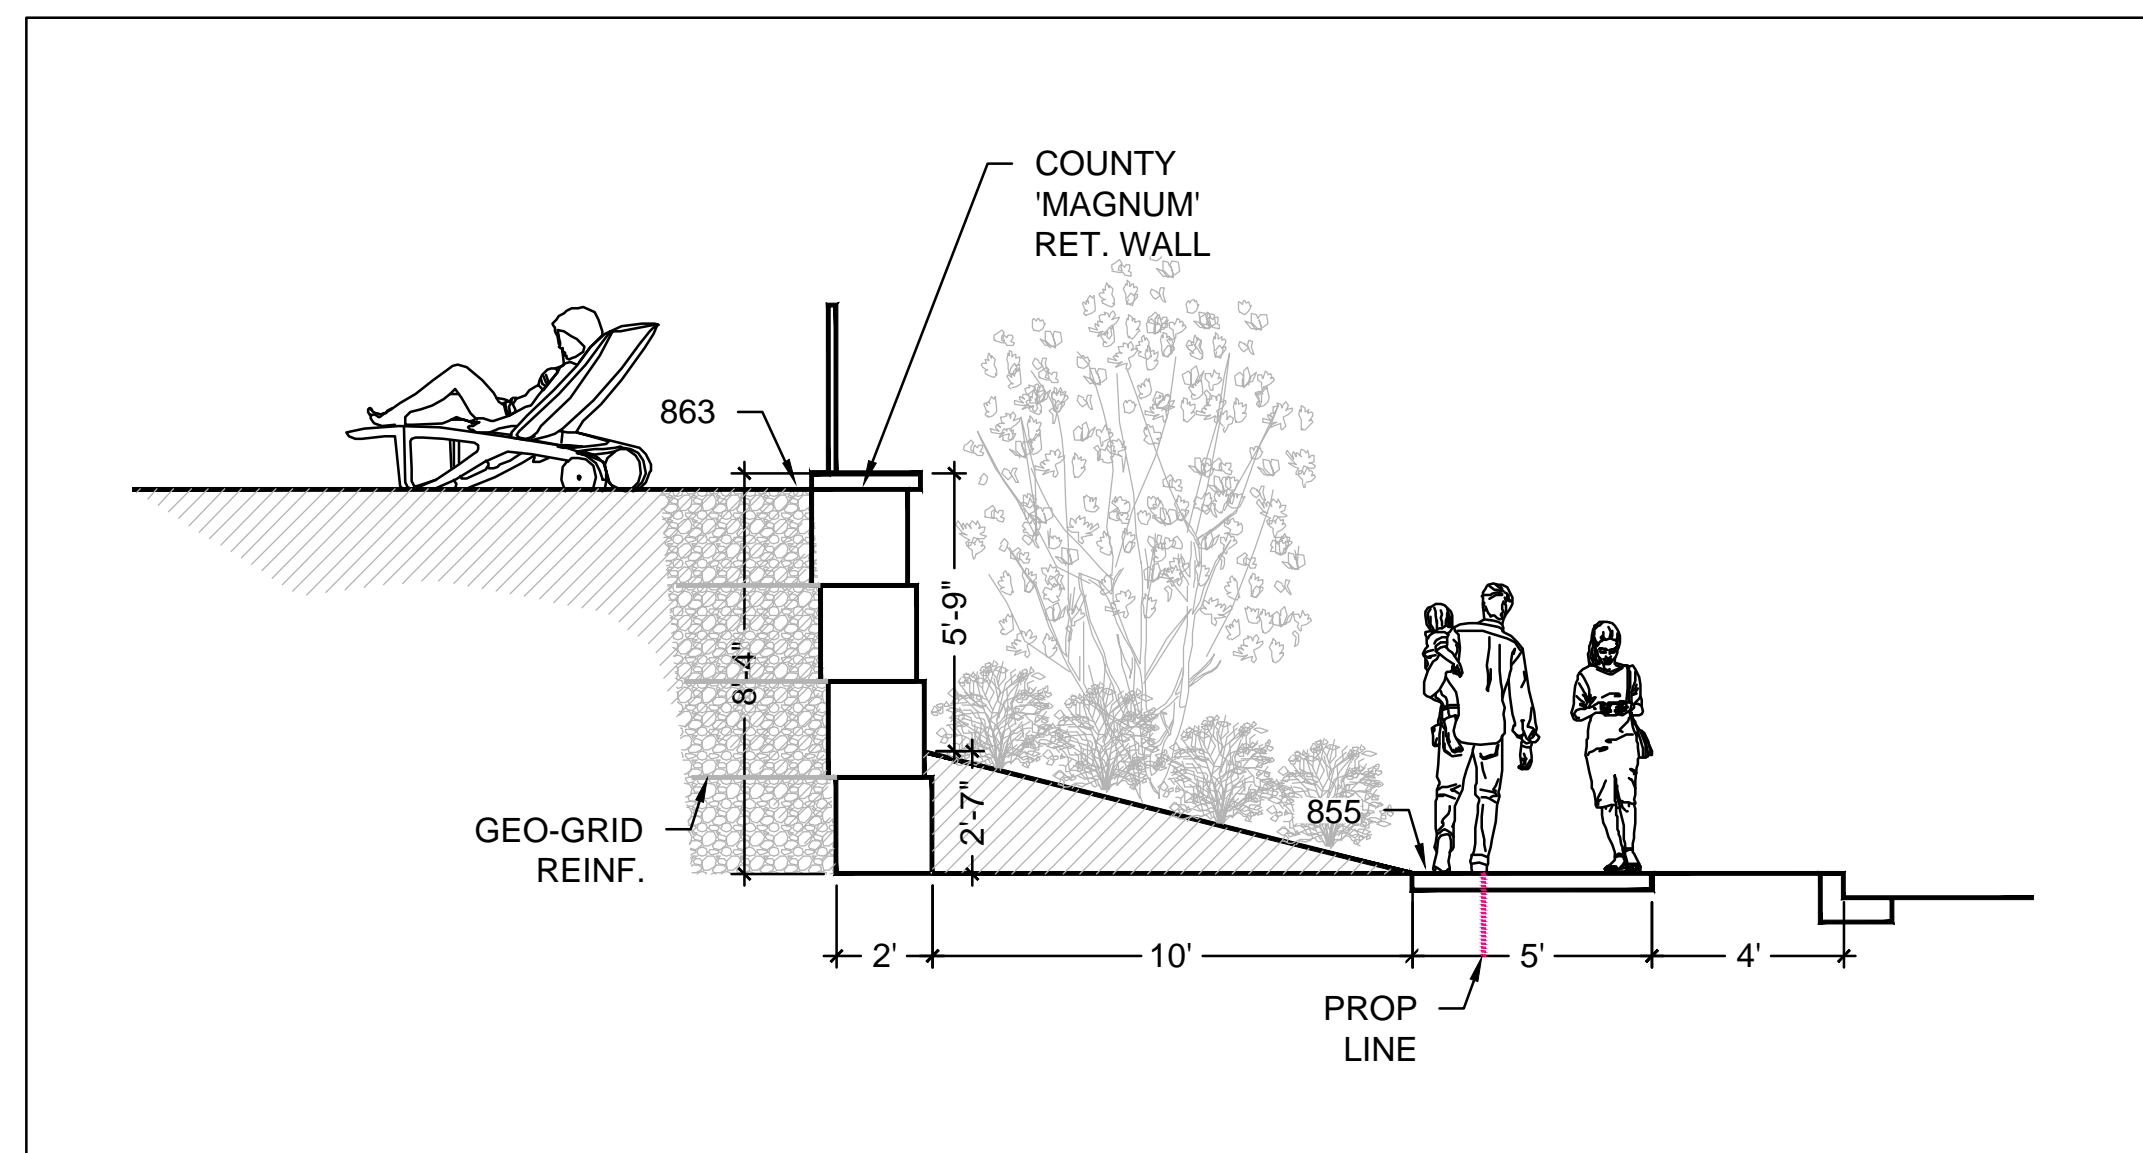 COUNTY
'MAGNUM'
RET. WALL
863
5'-9"
8'-4"
2'-7"
855
GEO-GRID
REINF.
2'
10'
5'
4'
PROP
LINE